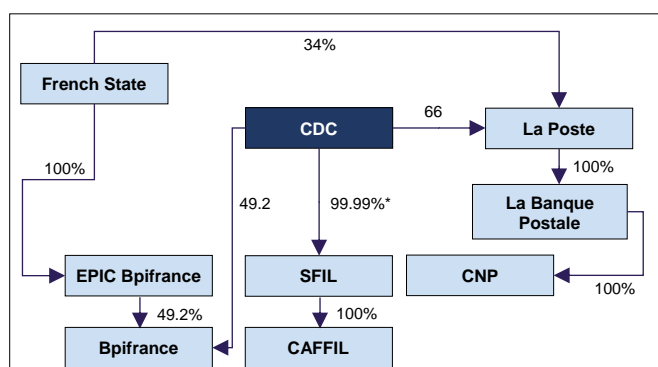 34%
French State
CDC
66
La Poste
100%
100%
49.2
99.99%*
La Banque
Postale
EPIC Bpifrance
SFIL
CNP
100%
49.2%
100%
Bpifrance
CAFFIL